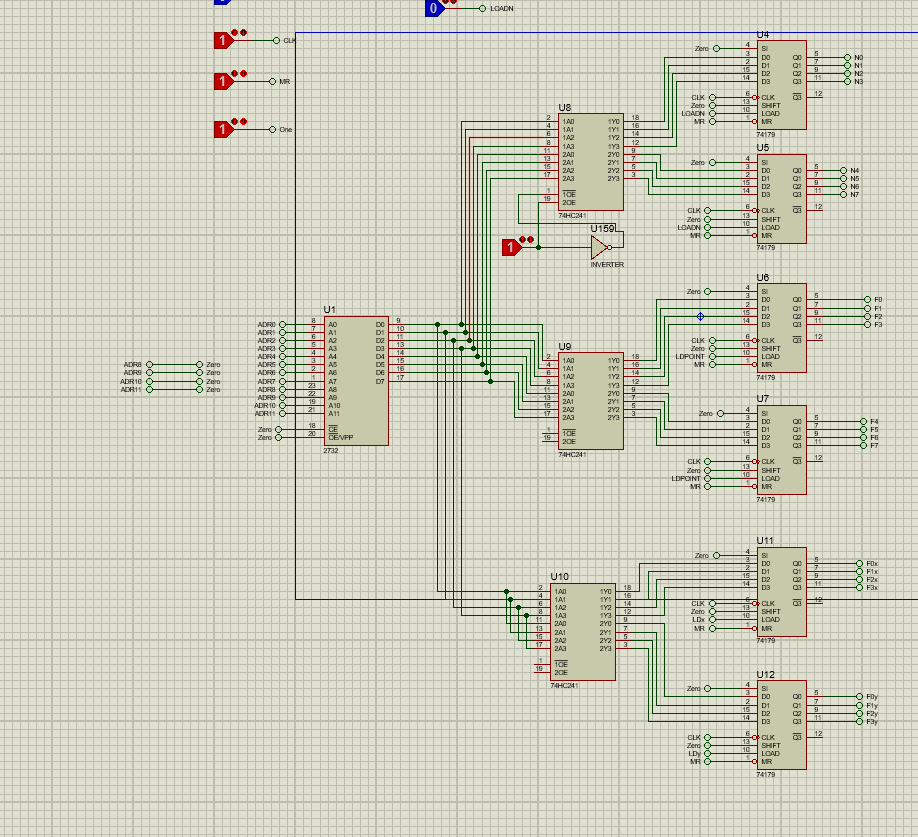 0 LOADN
1 CLK
1 MR
1 One
U4
Zero 4 SI
3 D0 Q0 5 N0
2 D1 Q1 7 N1
15 D2 Q2 9 N2
14 D3 Q3 11 N3
CLK 6 CLK Q3 12
Zero 13 SHIFT
LOADN 10 LOAD
MR 1 MR
74179
U5
Zero 4 SI
3 D0 Q0 5 N4
2 D1 Q1 7 N5
15 D2 Q2 9 N6
14 D3 Q3 11 N7
CLK 6 CLK Q3 12
Zero 13 SHIFT
LOADN 10 LOAD
MR 1 MR
74179
U8
2 1A0 1Y0 18
4 1A1 1Y1 16
6 1A2 1Y2 14
8 1A3 1Y3 12
11 2A0 2Y0 9
13 2A1 2Y1 7
15 2A2 2Y2 5
17 2A3 2Y3 3
1 1OE
19 2OE
74HC241
1
U159
INVERTER
U6
Zero 4 SI
3 D0 Q0 5 F0
2 D1 Q1 7 F1
15 D2 Q2 9 F2
14 D3 Q3 11 F3
CLK 6 CLK Q3 12
Zero 13 SHIFT
LDPOINT 10 LOAD
MR 1 MR
74179
U1
ADR0 8 A0 D0 9
ADR1 7 A1 D1 10
ADR2 6 A2 D2 11
ADR3 5 A3 D3 13
ADR4 4 A4 D4 14
ADR5 3 A5 D5 15
ADR6 2 A6 D6 16
ADR7 1 A7 D7 17
ADR8 23 A8
ADR9 22 A9
ADR10 19 A10
ADR11 21 A11
Zero 18 CE
Zero 20 OE/VPP
2732
ADR8 Zero
ADR9 Zero
ADR10 Zero
ADR11 Zero
U9
2 1A0 1Y0 18
4 1A1 1Y1 16
6 1A2 1Y2 14
8 1A3 1Y3 12
11 2A0 2Y0 9
13 2A1 2Y1 7
15 2A2 2Y2 5
17 2A3 2Y3 3
1 1OE
19 2OE
74HC241
U7
Zero 4 SI
3 D0 Q0 5 F4
2 D1 Q1 7 F5
15 D2 Q2 9 F6
14 D3 Q3 11 F7
CLK 6 CLK Q3 12
Zero 13 SHIFT
LDPOINT 10 LOAD
MR 1 MR
74179
U11
Zero 4 SI
3 D0 Q0 5 F0x
2 D1 Q1 7 F1x
15 D2 Q2 9 F2x
14 D3 Q3 11 F3x
CLK 6 CLK Q3 12
Zero 13 SHIFT
LDx 10 LOAD
MR 1 MR
74179
U10
2 1A0 1Y0 18
4 1A1 1Y1 16
6 1A2 1Y2 14
8 1A3 1Y3 12
11 2A0 2Y0 9
13 2A1 2Y1 7
15 2A2 2Y2 5
17 2A3 2Y3 3
1 1OE
19 2OE
74HC241
U12
Zero 4 SI
3 D0 Q0 5 F0y
2 D1 Q1 7 F1y
15 D2 Q2 9 F2y
14 D3 Q3 11 F3y
CLK 6 CLK Q3 12
Zero 13 SHIFT
LDy 10 LOAD
MR 1 MR
74179